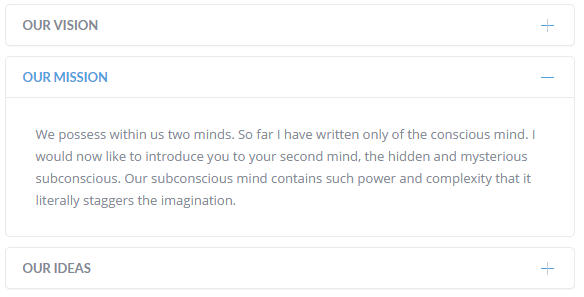 OUR VISION
OUR MISSION
We possess within us two minds. So far I have written only of the conscious mind. I
would now like to introduce you to your second mind, the hidden and mysterious
subconscious. Our subconscious mind contains such power and complexity that it
literally staggers the imagination.
OUR IDEAS